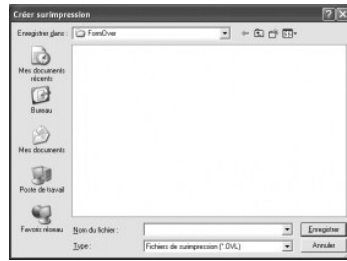 Créer surimpression
Enregistrer dans :
FormOver
Mes documents
récents
Bureau
Mes documents
Poste de travail
Favoris réseau
Nom du fichier :
Enregistrer
Type :
Fichiers de surimpression (*.OVL)
Annuler